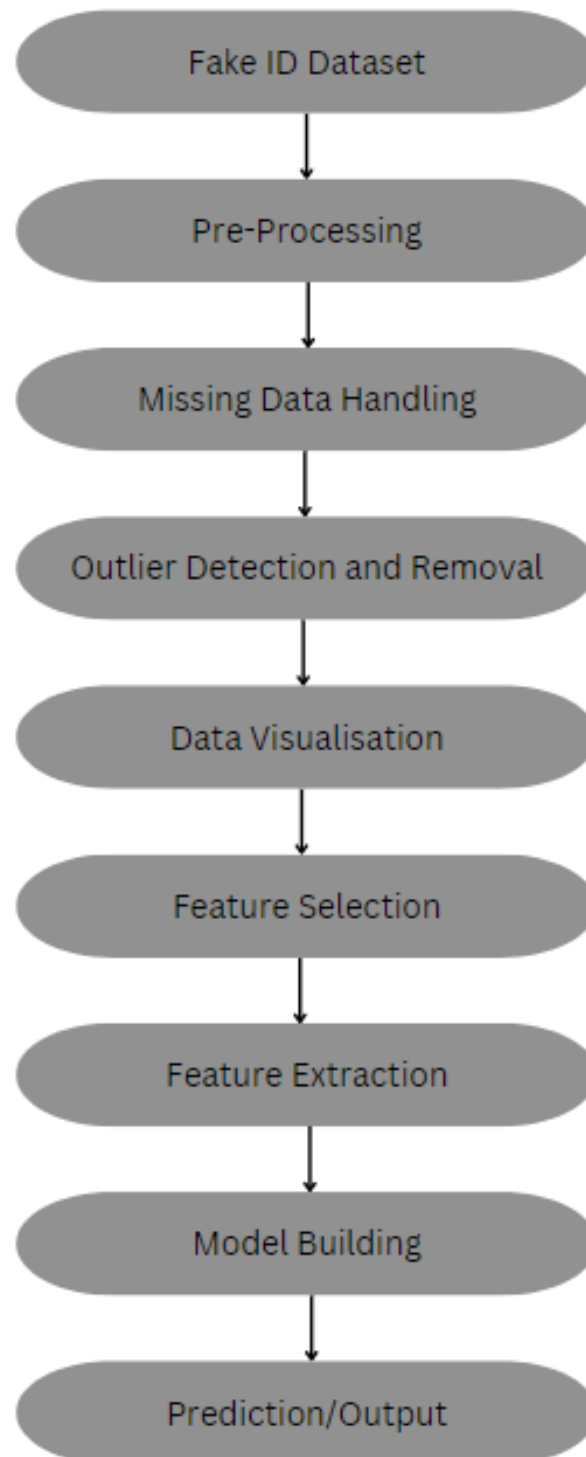 Fake ID Dataset
Pre-Processing
Missing Data Handling
Outlier Detection and Removal
Data Visualisation
Feature Selection
Feature Extraction
Model Building
Prediction/Output